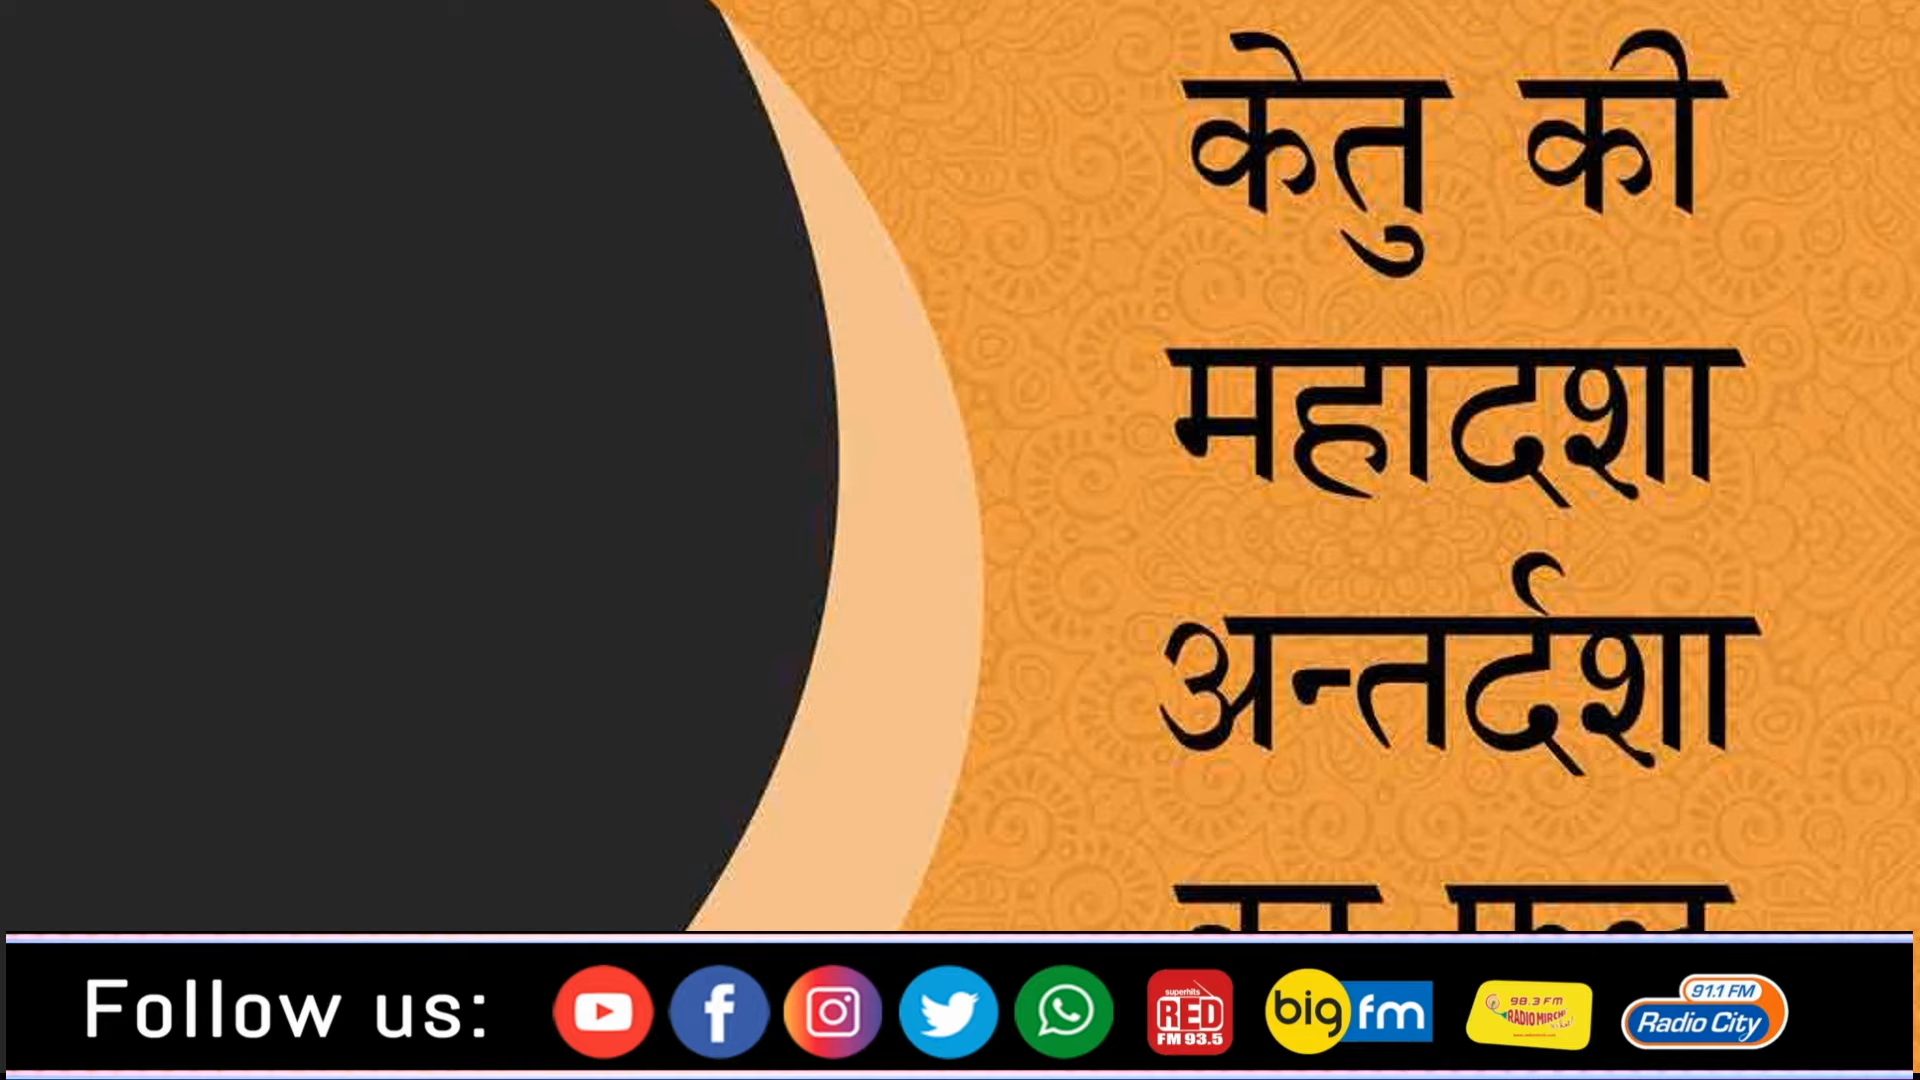 केतु की
महादशा
अन्तर्दशा
Follow us:
superhits
RED
FM 93.5
big fm
98.3 FM
RADIO MIRCHI
91.1 FM
Radio City